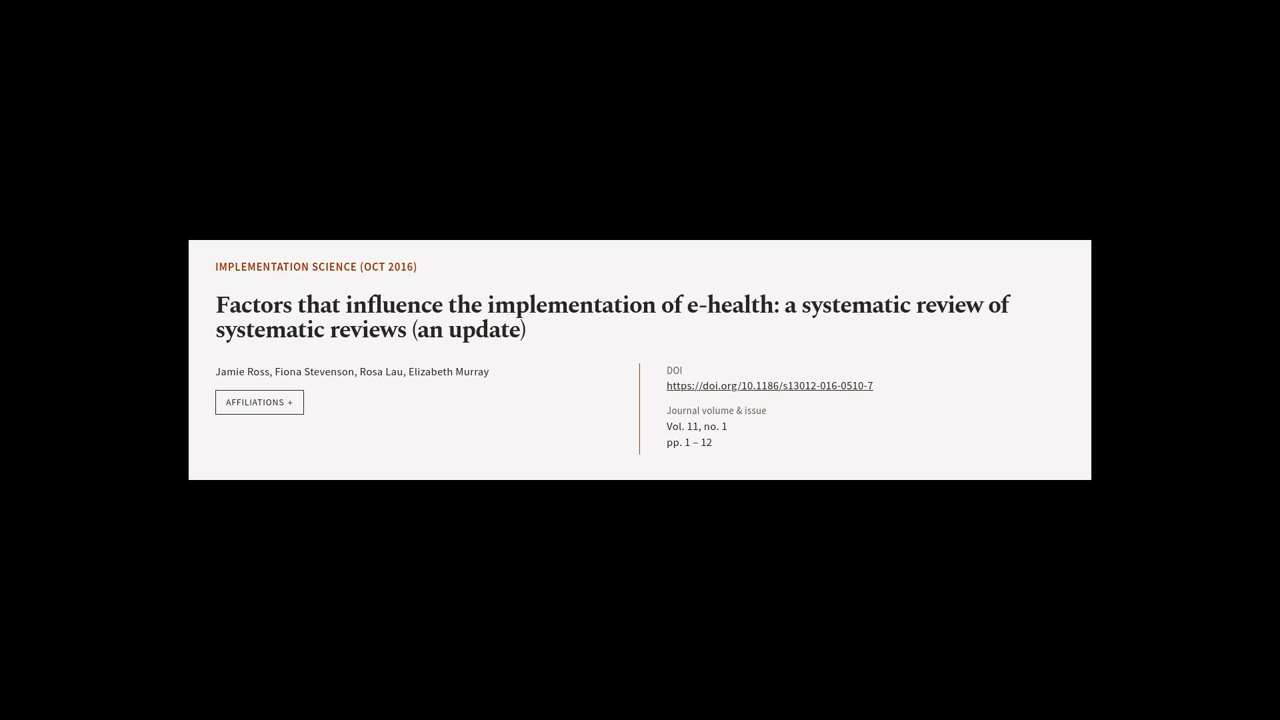 IMPLEMENTATION SCIENCE (OCT 2016)
Factors that influence the implementation of e-health: a systematic review of
systematic reviews (an update)
Jamie Ross, Fiona Stevenson, Rosa Lau, Elizabeth Murray
AFFILIATIONS +
DOI
https://doi.org/10.1186/s13012-016-0510-7
Journal volume & issue
Vol. 11, no. 1
pp. 1 – 12